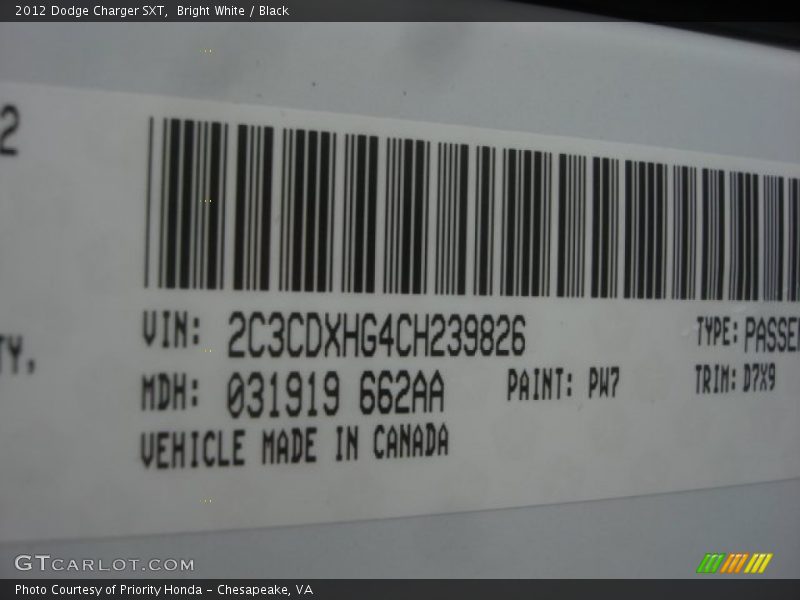 2012 Dodge Charger SXT,  Bright White / Black
2
VIN: 2C3CDXHG4CH239826
TYPE: PASSE
TY,
MDH: 031919 662AA
PAINT: PW7
TRIM: D7X9
VEHICLE MADE IN CANADA
GTCARLOT.COM
Photo Courtesy of Priority Honda - Chesapeake, VA